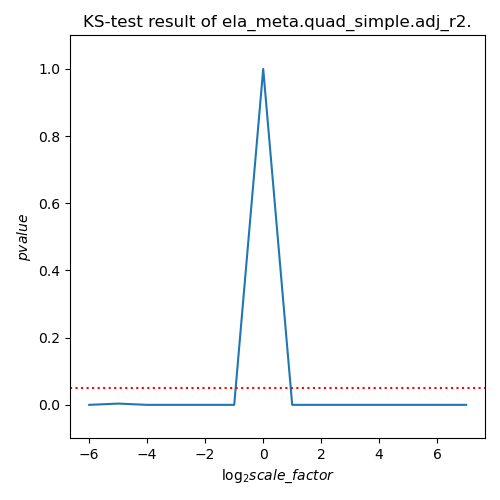 KS-test result of ela_meta.quad_simple.adj_r2.
1.0
0.8
0.6
0.4
0.2
0.0
pvalue
−6 −4 −2 0 2 4 6
log₂scale_factor